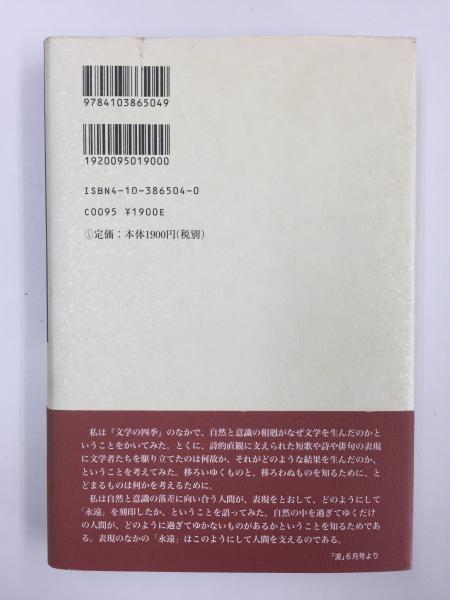 9784103865049
1920095019000
ISBN4-10-386504-0
C0095 ¥1900E
Ⓢ定価：本体1900円(税別)
私は『文学の四季』のなかで、自然と意識の相剋がなぜ文学を生んだのかと
いうことをかいてみた。とくに、詩的直観に支えられた短歌や詩や俳句の表現
に文学者たちを駆り立てたのは何故か、それがどのような結果を生んだのか、
ということを考えてみた。移ろいゆくものと、移ろわぬものを知るために、と
どまるものは何かを考えるために。
私は自然と意識の落差に向い合う人間が、表現をとおして、どのようにして
「永遠」を刻印したか、ということを語ってみた。自然の中を過ぎてゆくだけ
の人間が、どのように過ぎてゆかないものがあるかということを知るためであ
る。表現のなかの「永遠」はこのようにして人間を支えるのである。
『波』6月号より